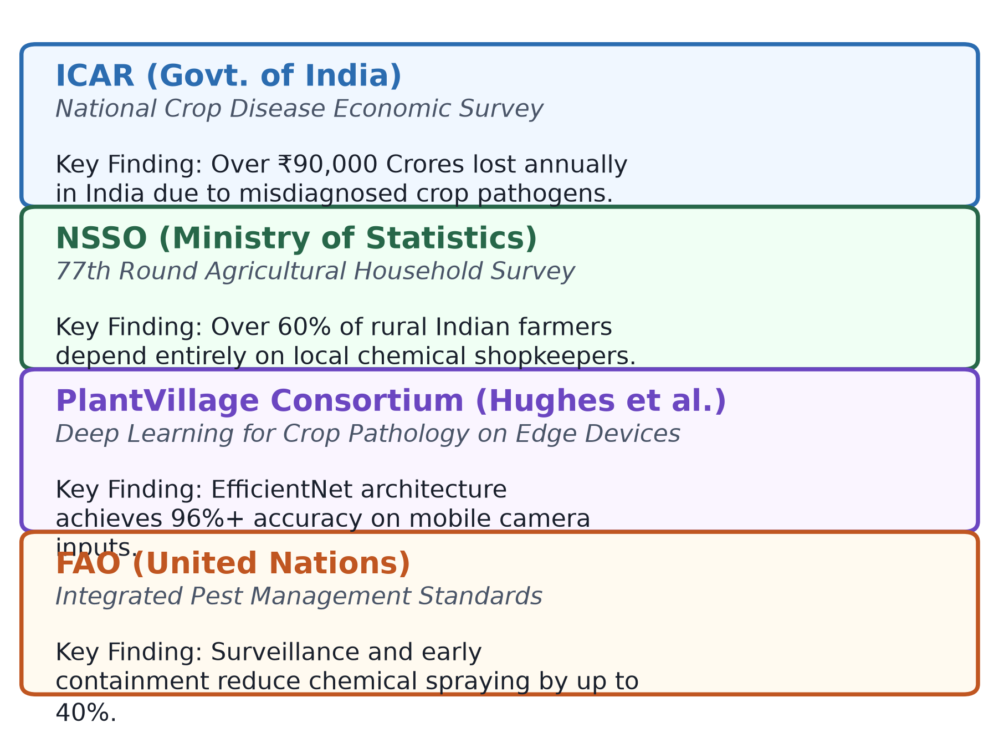 ICAR (Govt. of India)
National Crop Disease Economic Survey
Key Finding: Over ₹90,000 Crores lost annually
in India due to misdiagnosed crop pathogens.
NSSO (Ministry of Statistics)
77th Round Agricultural Household Survey
Key Finding: Over 60% of rural Indian farmers
depend entirely on local chemical shopkeepers.
PlantVillage Consortium (Hughes et al.)
Deep Learning for Crop Pathology on Edge Devices
Key Finding: EfficientNet architecture
achieves 96%+ accuracy on mobile camera
inputs.
FAO (United Nations)
Integrated Pest Management Standards
Key Finding: Surveillance and early
containment reduce chemical spraying by up to
40%.